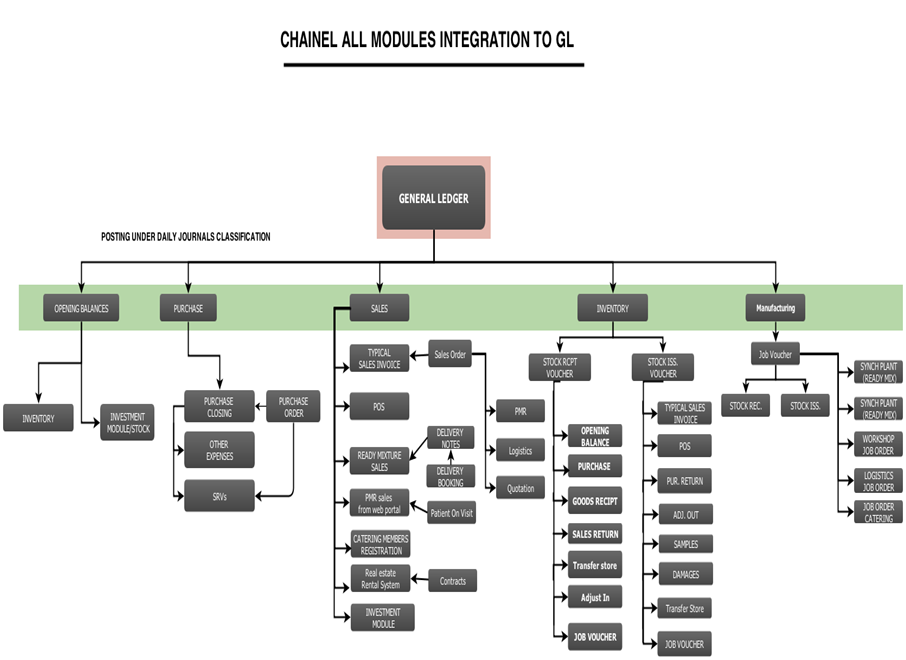 CHAINEL ALL MODULES INTEGRATION TO GL
GENERAL LEDGER
POSTING UNDER DAILY JOURNALS CLASSIFICATION
OPENING BALANCES
PURCHASE
SALES
INVENTORY
Manufacturing
INVENTORY
INVESTMENT
MODULE/STOCK
PURCHASE
CLOSING
PURCHASE
ORDER
OTHER
EXPENSES
SRVs
TYPICAL
SALES INVOICE
Sales Order
POS
READY MIXTURE
SALES
DELIVERY
NOTES
DELIVERY
BOOKING
PMR sales
from web portal
Patient On Visit
CATERING MEMBERS
REGISTRATION
Real estate
Rental System
Contracts
INVESTMENT
MODULE
PMR
Logistics
Quotation
STOCK RCPT
VOUCHER
OPENING
BALANCE
PURCHASE
GOODS RECIPT
SALES RETURN
Transfer store
Adjust In
JOB VOUCHER
STOCK ISS.
VOUCHER
TYPICAL SALES
INVOICE
POS
PUR. RETURN
ADJ. OUT
SAMPLES
DAMAGES
Transfer Store
JOB VOUCHER
Job Voucher
STOCK REC.
STOCK ISS.
SYNCH PLANT
(READY MIX)
SYNCH PLANT
(READY MIX)
WORKSHOP
JOB ORDER
LOGISTICS
JOB ORDER
JOB ORDER
CATERING